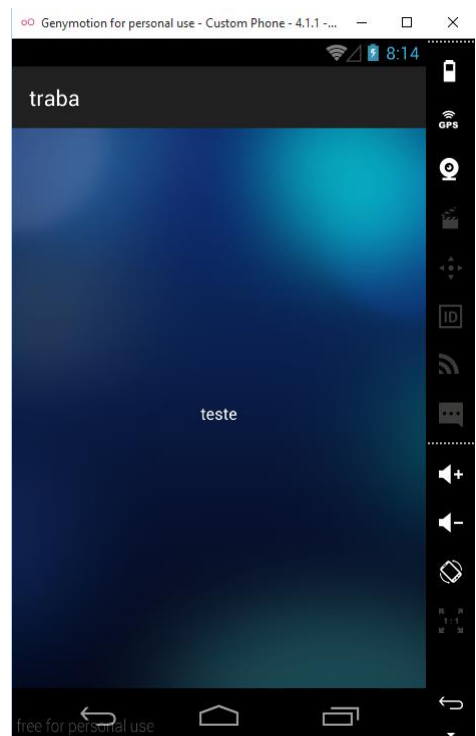 Genymotion for personal use - Custom Phone - 4.1.1 -...
8:14
traba
GPS
ID
teste
1:1
free for personal use